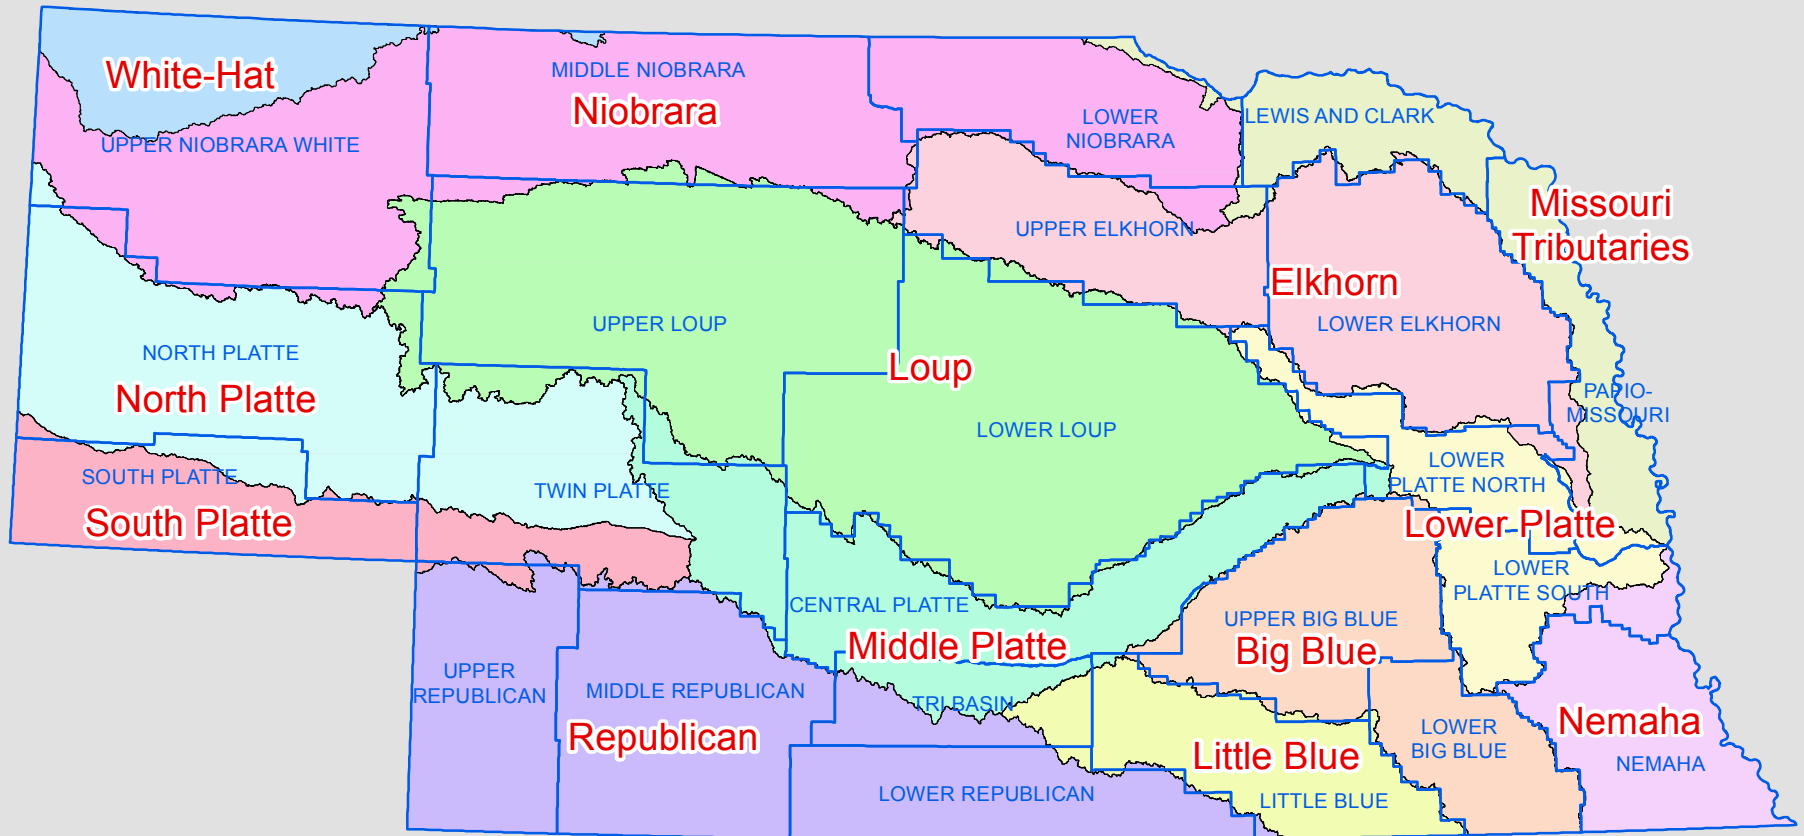 White-Hat
MIDDLE NIOBRARA
Niobrara
LOWER
NIOBRARA
LEWIS AND CLARK
UPPER NIOBRARA WHITE
Missouri
Tributaries
UPPER ELKHORN
Elkhorn
LOWER ELKHORN
UPPER LOUP
NORTH PLATTE
North Platte
Loup
PAPIO-
MISSOURI
LOWER LOUP
LOWER
PLATTE NORTH
SOUTH PLATTE
TWIN PLATTE
South Platte
Lower Platte
LOWER
PLATTE SOUTH
CENTRAL PLATTE
Middle Platte
UPPER BIG BLUE
Big Blue
UPPER
REPUBLICAN
MIDDLE REPUBLICAN
TRI BASIN
Republican
Little Blue
LOWER
BIG BLUE
Nemaha
NEMAHA
LOWER REPUBLICAN
LITTLE BLUE